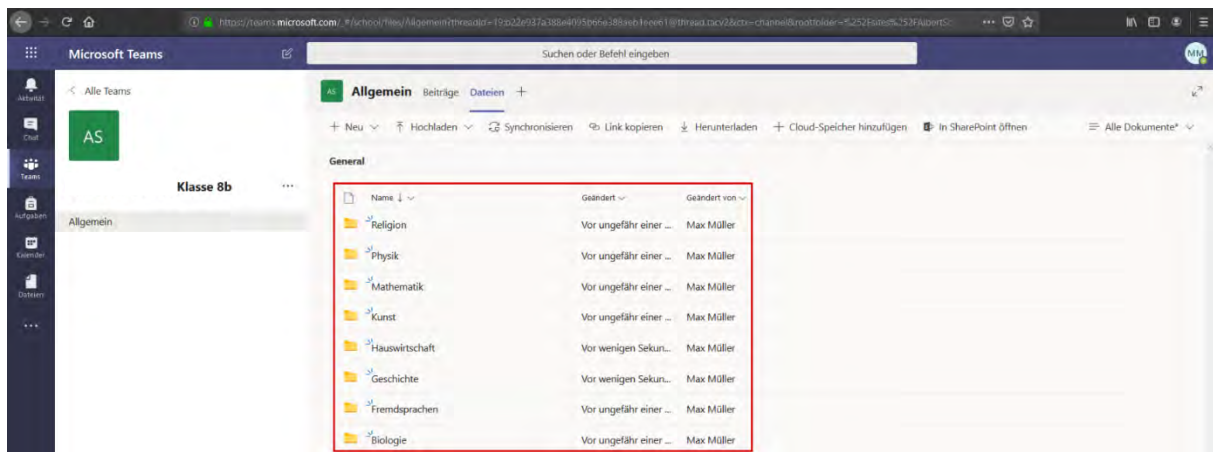 https://teams.microsoft.com/
Microsoft Teams
Suchen oder Befehl eingeben
MM
Aktivität
Chat
Teams
Aufgaben
Kalender
Dateien
Alle Teams
AS
Klasse 8b
Allgemein
AS Allgemein Beiträge Dateien +
+ Neu Hochladen Synchronisieren Link kopieren Herunterladen + Cloud-Speicher hinzufügen In SharePoint öffnen Alle Dokumente*
General
Name ↓ Geändert Geändert von
Religion Vor ungefähr einer ... Max Müller
Physik Vor ungefähr einer ... Max Müller
Mathematik Vor ungefähr einer ... Max Müller
Kunst Vor ungefähr einer ... Max Müller
Hauswirtschaft Vor wenigen Sekun... Max Müller
Geschichte Vor wenigen Sekun... Max Müller
Fremdsprachen Vor ungefähr einer ... Max Müller
Biologie Vor ungefähr einer ... Max Müller